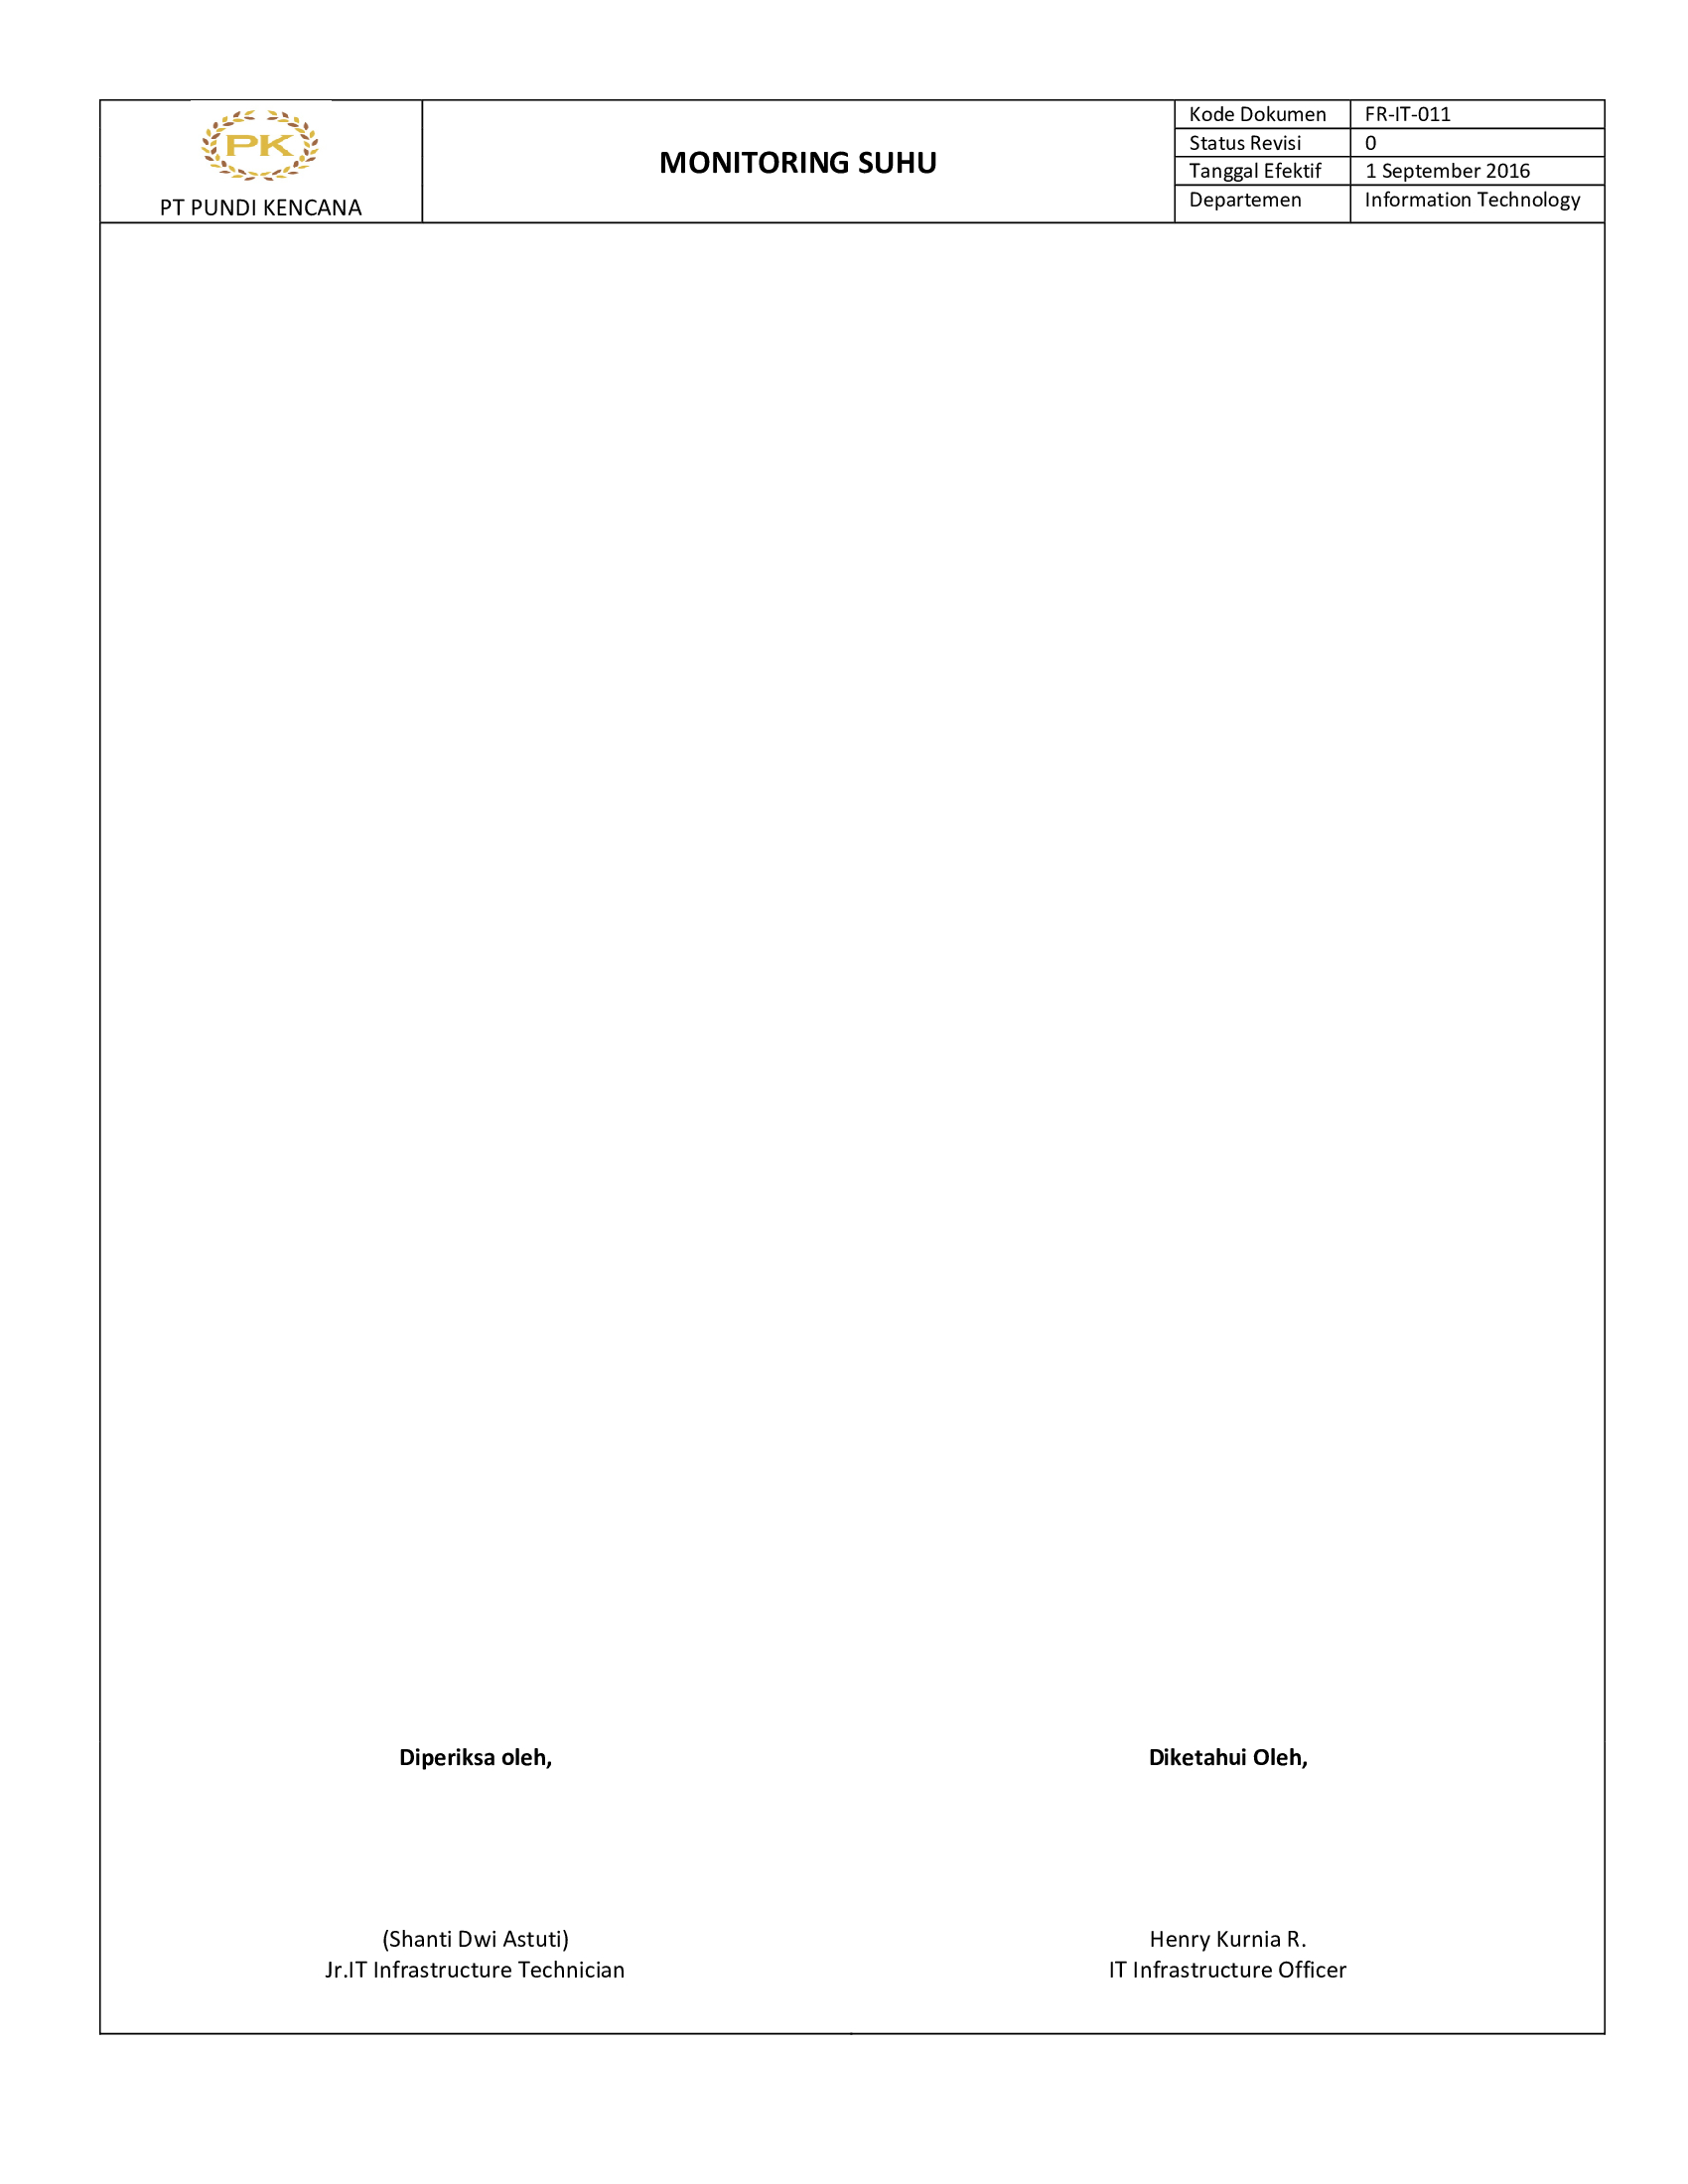 PK
PT PUNDI KENCANA
MONITORING SUHU
Kode Dokumen FR-IT-011
Status Revisi 0
Tanggal Efektif 1 September 2016
Departemen Information Technology
Diperiksa oleh, Diketahui Oleh,
(Shanti Dwi Astuti) Henry Kurnia R.
Jr.IT Infrastructure Technician IT Infrastructure Officer